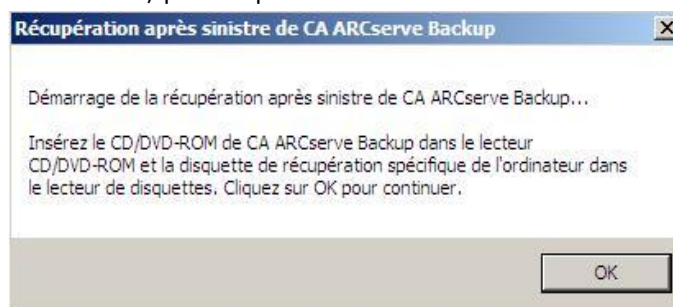 Récupération après sinistre de CA ARCserve Backup
Démarrage de la récupération après sinistre de CA ARCserve Backup...
Insérez le CD/DVD-ROM de CA ARCserve Backup dans le lecteur
CD/DVD-ROM et la disquette de récupération spécifique de l'ordinateur dans
le lecteur de disquettes. Cliquez sur OK pour continuer.
OK